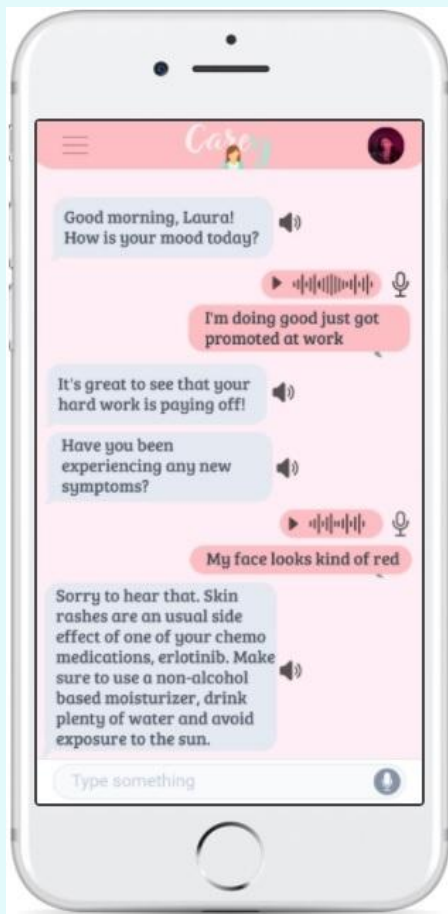 Good morning, Laura!
How is your mood today?
I'm doing good just got
promoted at work
It's great to see that your
hard work is paying off!
Have you been
experiencing any new
symptoms?
My face looks kind of red
Sorry to hear that. Skin
rashes are an usual side
effect of one of your chemo
medications, erlotinib. Make
sure to use a non-alcohol
based moisturizer, drink
plenty of water and avoid
exposure to the sun.
Type something